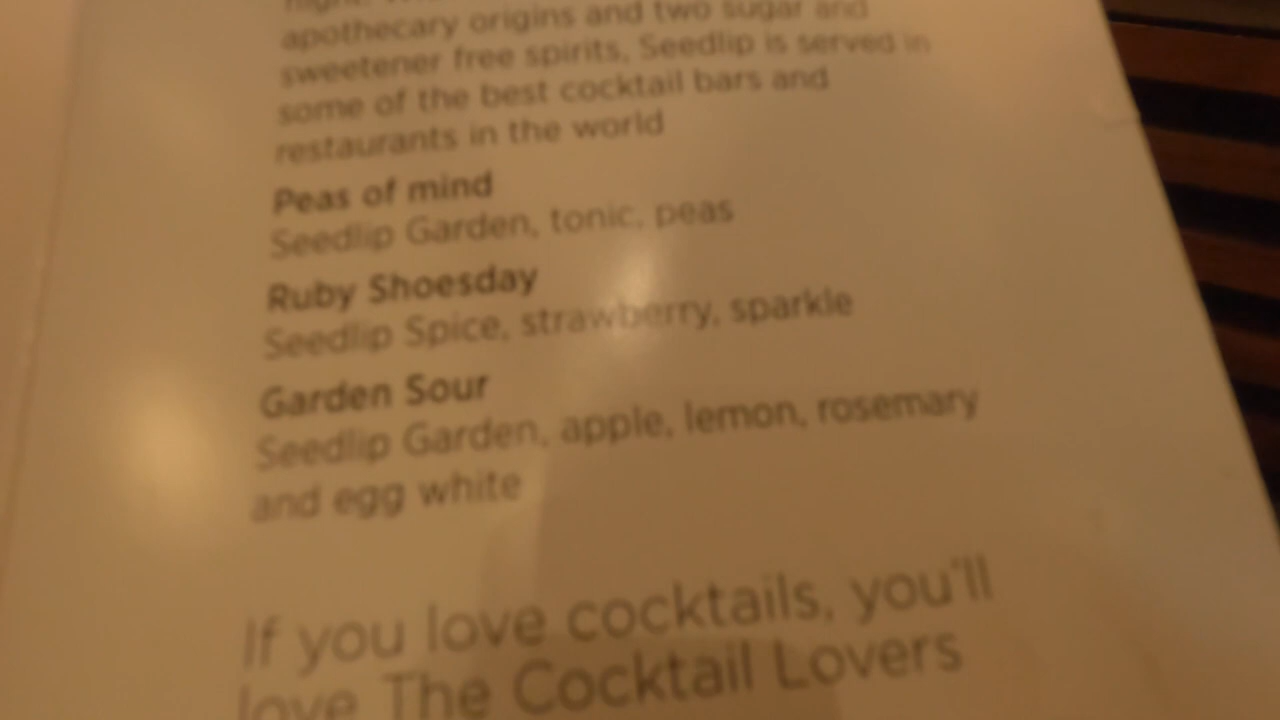 night.
apothecary origins and two sugar and
sweetener free spirits, Seedlip is served in
some of the best cocktail bars and
restaurants in the world
Peas of mind
Seedlip Garden, tonic, peas
Ruby Shoesday
Seedlip Spice, strawberry, sparkle
Garden Sour
Seedlip Garden, apple, lemon, rosemary
and egg white
If you love cocktails, you'll
love The Cocktail Lovers